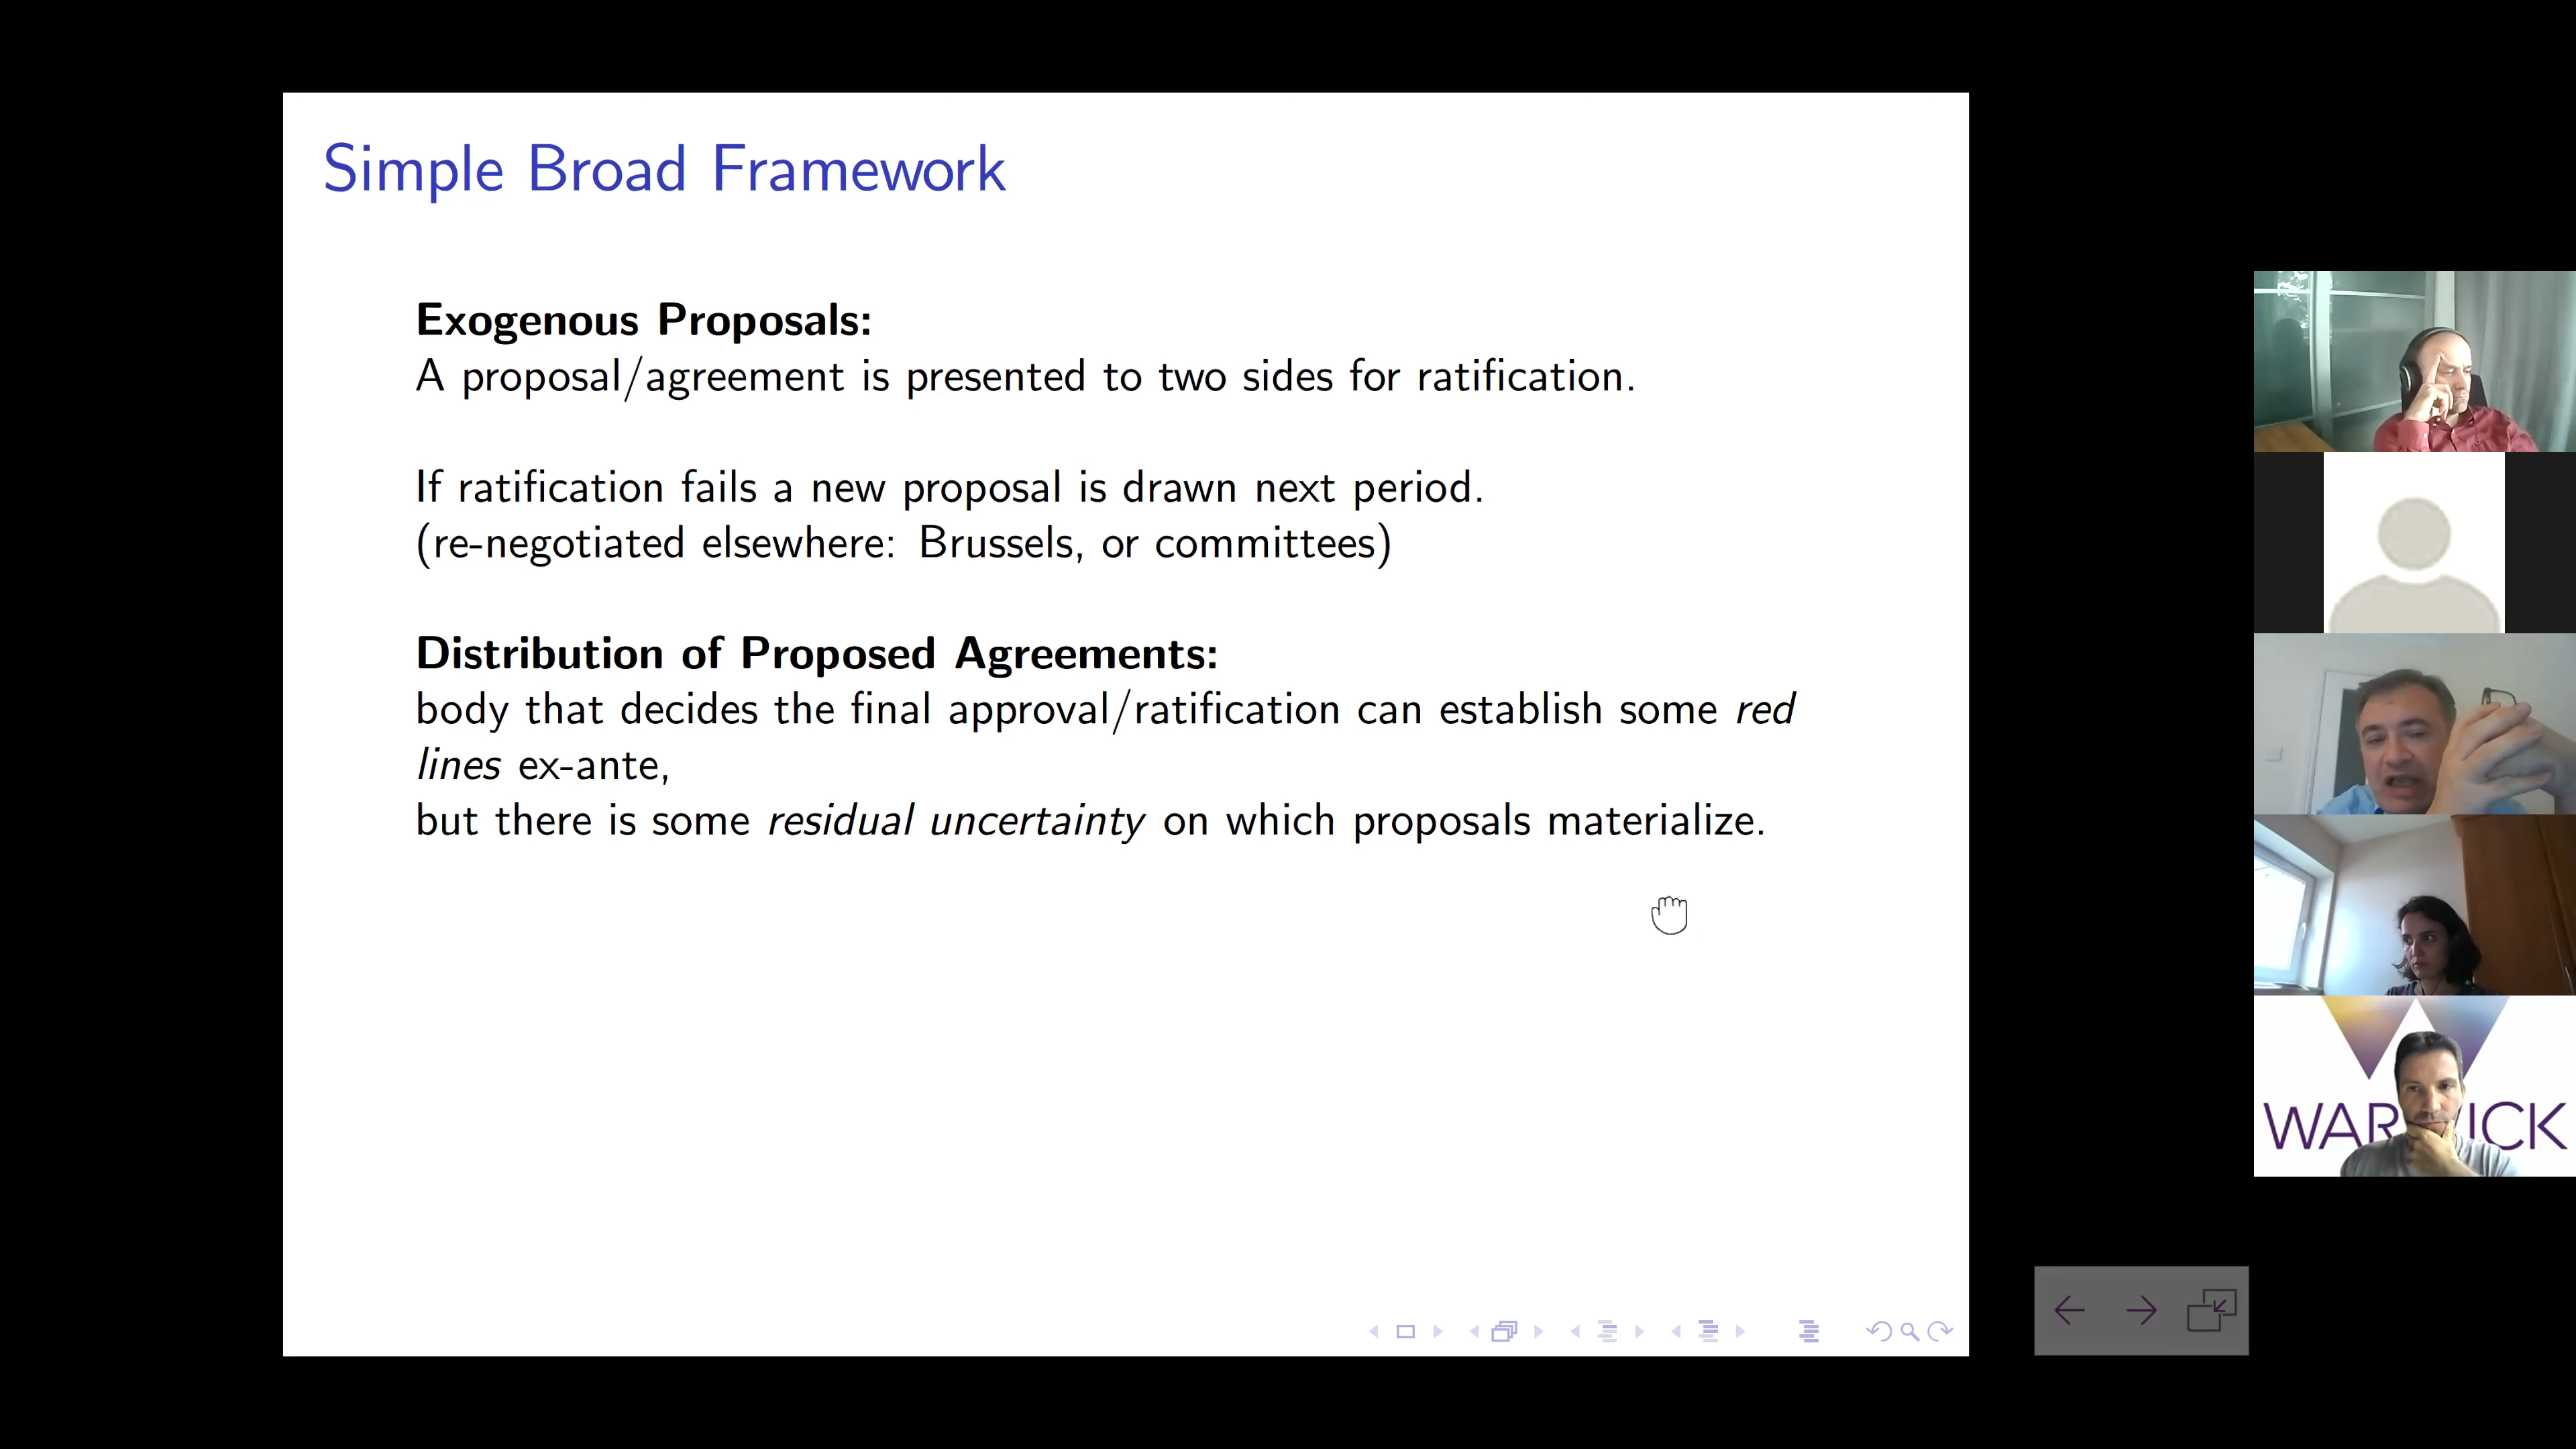 Simple Broad Framework
Exogenous Proposals:
A proposal/agreement is presented to two sides for ratification.
If ratification fails a new proposal is drawn next period.
(re-negotiated elsewhere: Brussels, or committees)
Distribution of Proposed Agreements:
body that decides the final approval/ratification can establish some red
lines ex-ante,
but there is some residual uncertainty on which proposals materialize.
WARWICK